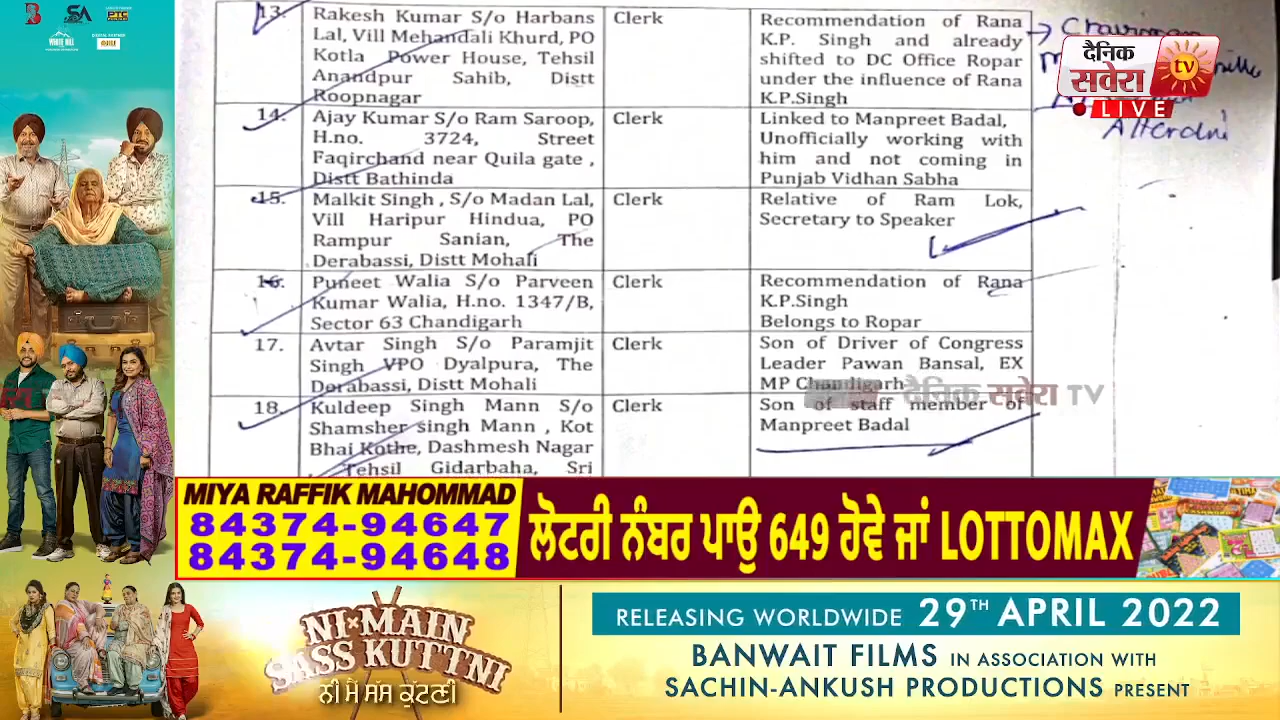 13. Rakesh Kumar S/o Harbans
Lal, Vill Mehandali Khurd, PO
Kotla Power House, Tehsil
Anandpur Sahib, Distt
Roopnagar
Clerk
Recommendation of Rana
K.P. Singh and already
shifted to DC Office Ropar
under the influence of Rana
K.P.Singh
14. Ajay Kumar S/o Ram Saroop,
H.no. 3724, Street
Faqirchand near Quila gate ,
Distt Bathinda
Clerk
Linked to Manpreet Badal,
Unofficially working with
him and not coming in
Punjab Vidhan Sabha
15. Malkit Singh , S/o Madan Lal,
Vill Haripur Hindua, PO
Rampur Sanian, The
Derabassi, Distt Mohali
Clerk
Relative of Ram Lok,
Secretary to Speaker
16. Puneet Walia S/o Parveen
Kumar Walia, H.no. 1347/B,
Sector 63 Chandigarh
Clerk
Recommendation of Rana
K.P.Singh
Belongs to Ropar
17. Avtar Singh S/o Paramjit
Singh VPO Dyalpura, The
Derabassi, Distt Mohali
Clerk
Son of Driver of Congress
Leader Pawan Bansal, EX
MP Chandigarh
18. Kuldeep Singh Mann S/o
Shamsher singh Mann , Kot
Bhai Kothe, Dashmesh Nagar
Tehsil Gidarbaha, Sri
Clerk
Son of staff member of
Manpreet Badal
दैनिक
सवेरा tv
LIVE
दैनिक सवेरा TV
WHITE HILL
PTC
MIYA RAFFIK MAHOMMAD
84374-94647
84374-94648
ਲੋਟਰੀ ਨੰਬਰ ਪਾਉ 649 ਹੋਵੇ ਜਾਂ LOTTOMAX
NI MAIN
SASS KUTTNI
ਨੀ ਮੈਂ ਸੱਸ ਕੁੱਟਣੀ
RELEASING WORLDWIDE 29TH APRIL 2022
BANWAIT FILMS IN ASSOCIATION WITH
SACHIN-ANKUSH PRODUCTIONS PRESENT